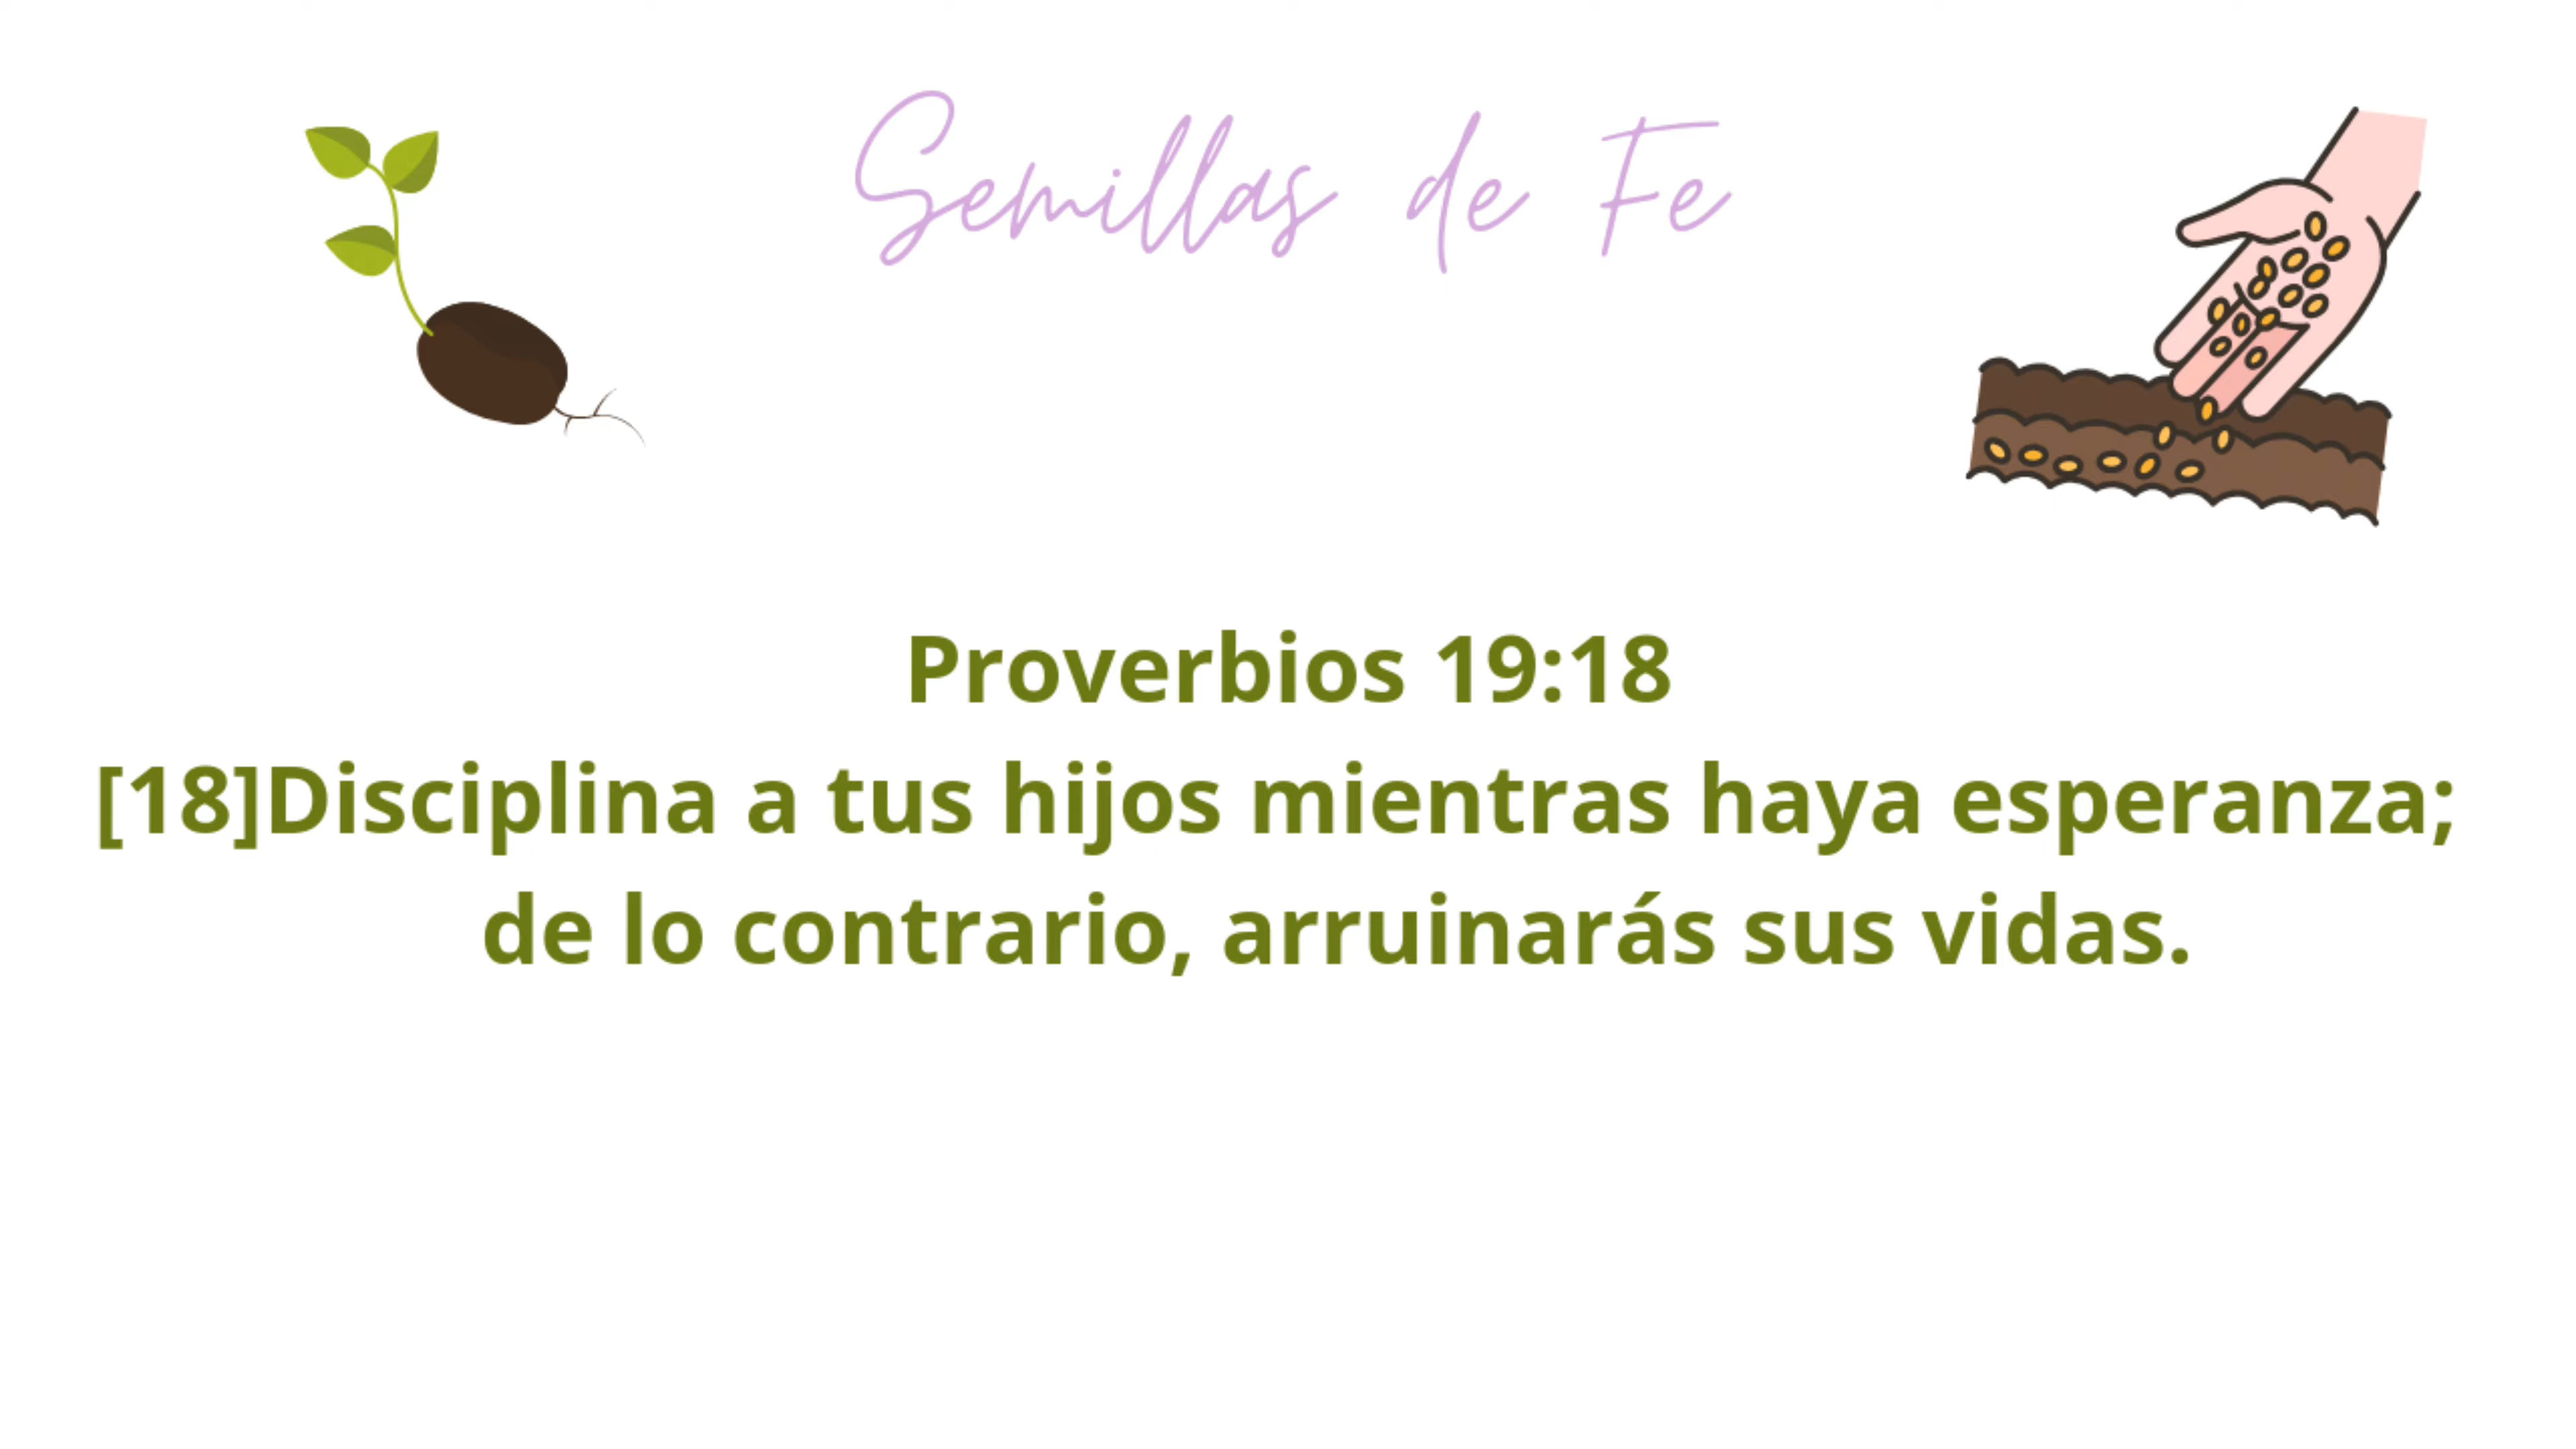 Semillas de Fe
Proverbios 19:18
[18]Disciplina a tus hijos mientras haya esperanza;
de lo contrario, arruinarás sus vidas.